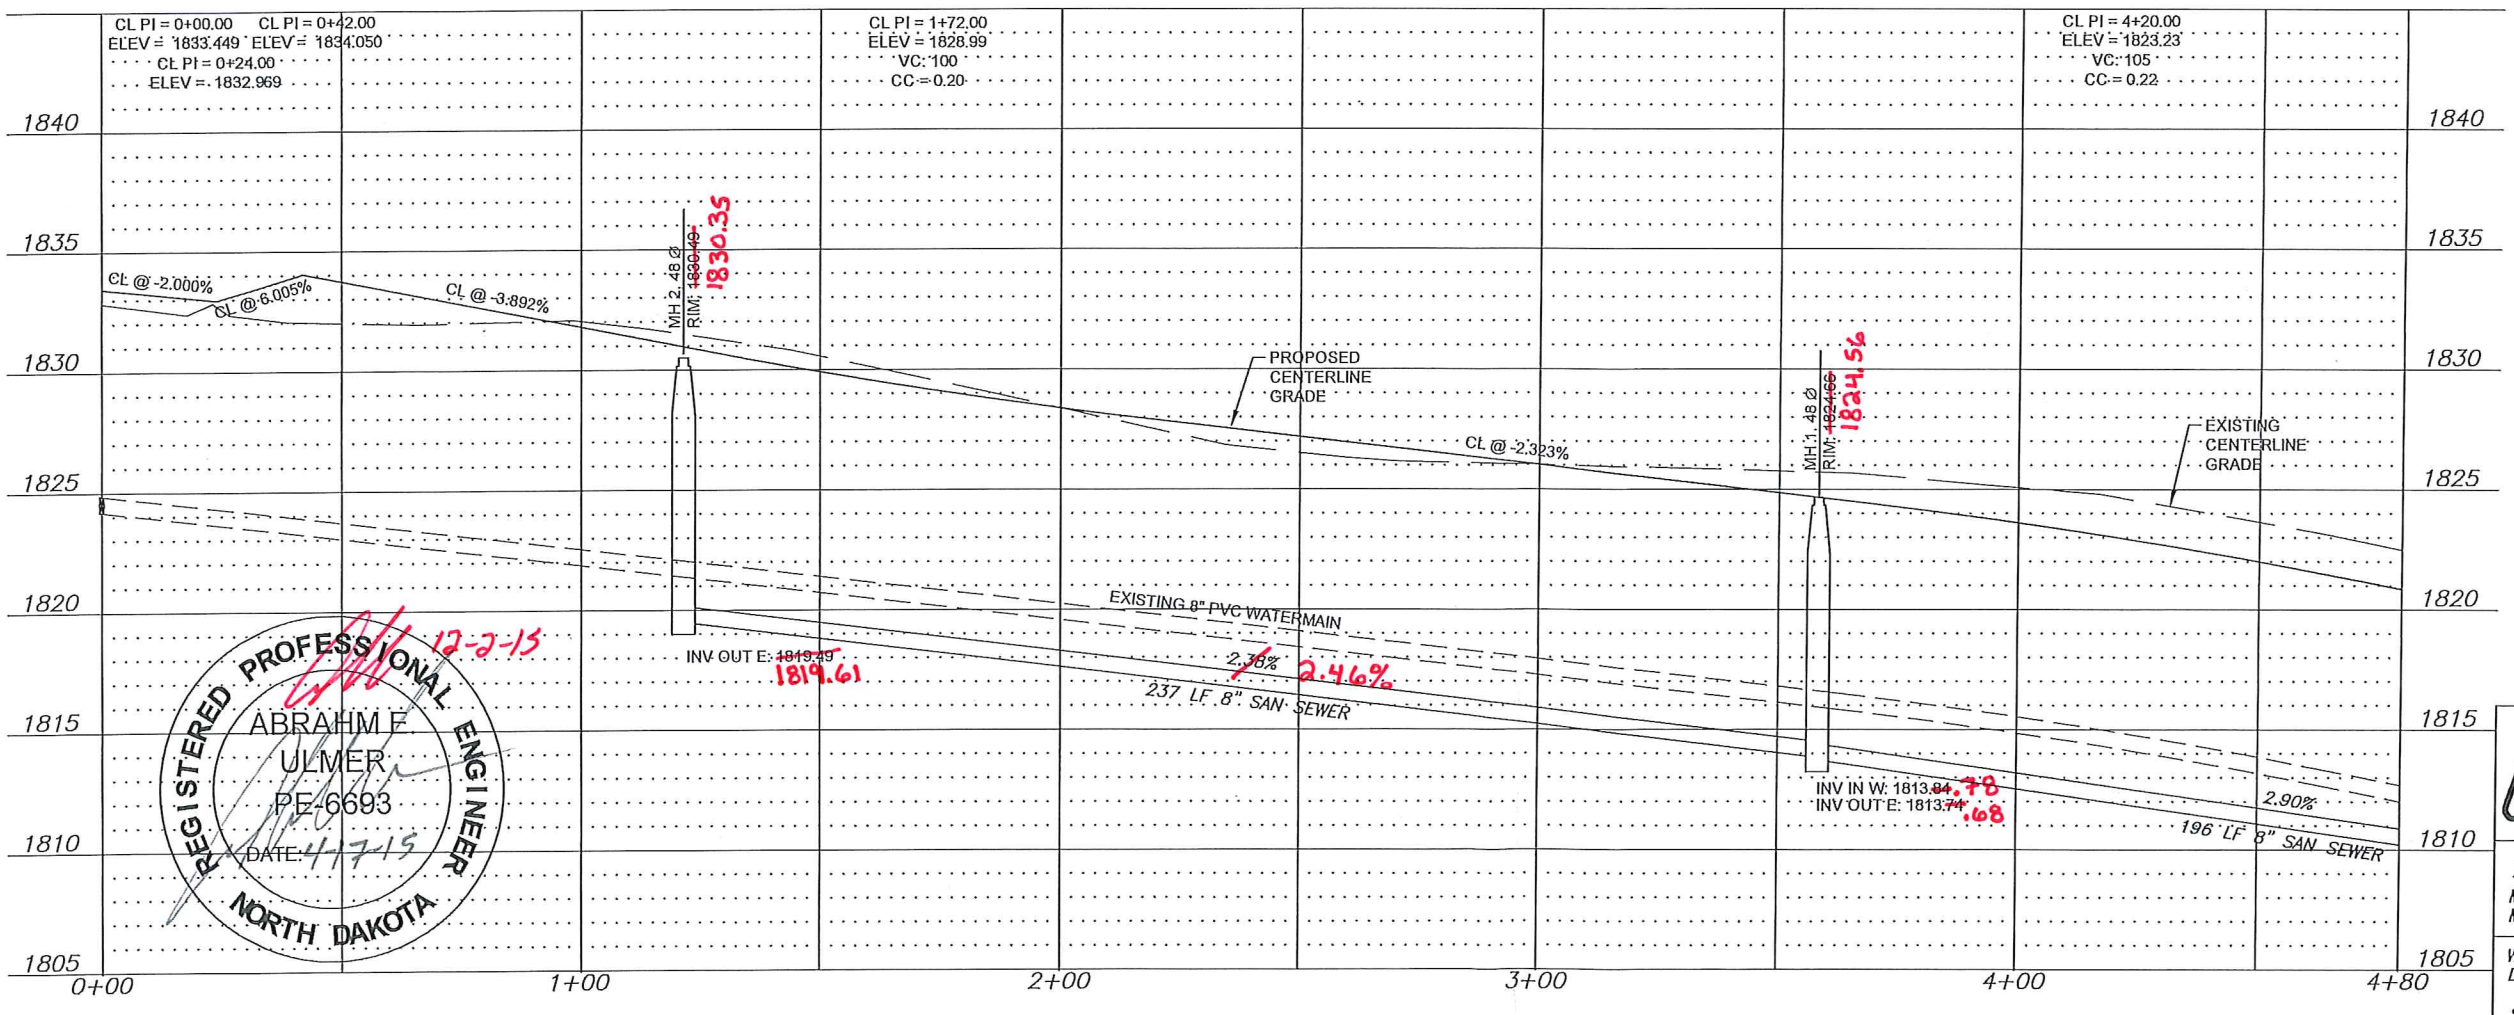 CL PI = 0+00.00
ELEV = 1833.449
CL PI = 0+42.00
ELEV = 1834.050
CL PI = 0+24.00
ELEV = 1832.969
CL PI = 1+72.00
ELEV = 1828.99
VC: 100
CC = 0.20
CL PI = 4+20.00
ELEV = 1823.23
VC: 105
CC = 0.22
1840
1840
1835
1835
1830
1830
1825
1825
1820
1820
1815
1815
1810
1810
1805
1805
CL @ -2.000%
CL @ 6.005%
CL @ -3.892%
MH 2, 48 Ø
RIM: 1830.49
1830.35
PROPOSED
CENTERLINE
GRADE
CL @ -2.323%
MH 1, 48 Ø
RIM: 1824.66
1824.56
EXISTING
CENTERLINE
GRADE
EXISTING 8" PVC WATERMAIN
INV OUT E: 1819.49
1819.61
2.38%
2.46%
237 LF 8" SAN SEWER
INV IN W: 1813.84
.78
INV OUT E: 1813.74
.68
2.90%
196 LF 8" SAN SEWER
12-2-15
REGISTERED PROFESSIONAL ENGINEER
ABRAHM F.
ULMER
PE-6693
DATE: 4-17-15
NORTH DAKOTA
0+00
1+00
2+00
3+00
4+00
4+80